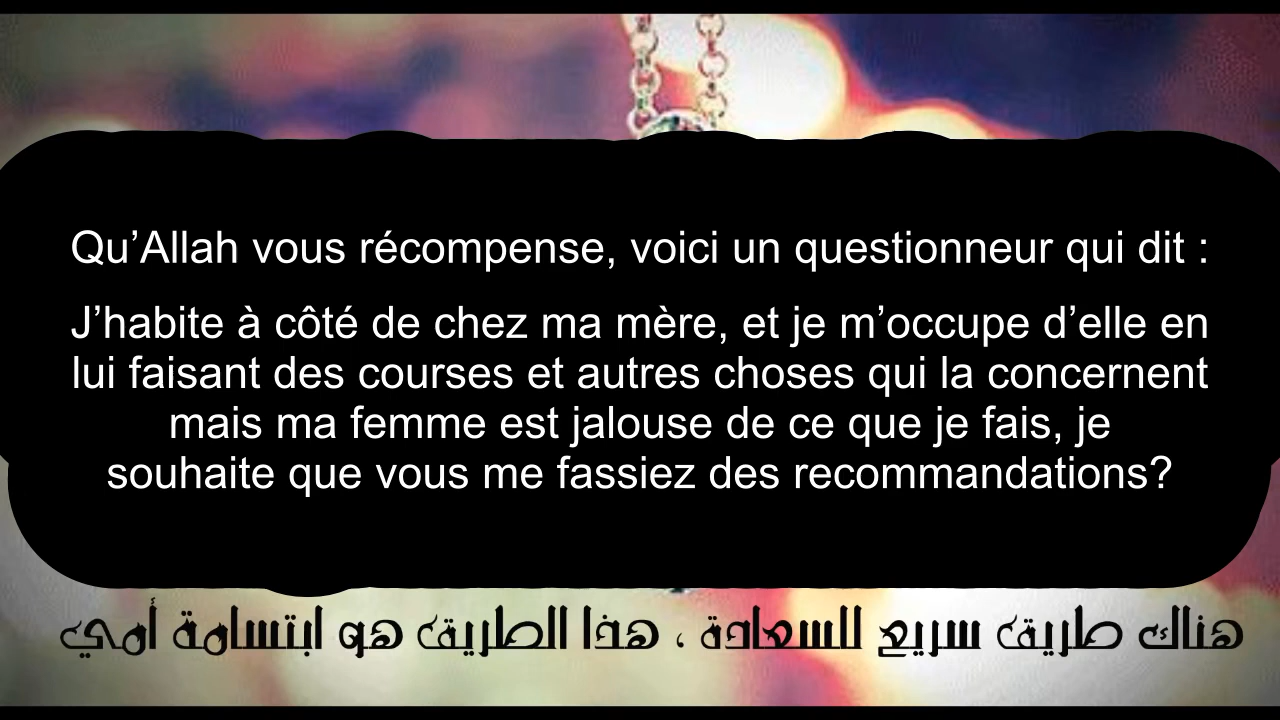 Qu’Allah vous récompense, voici un questionneur qui dit :
J’habite à côté de chez ma mère, et je m’occupe d’elle en
lui faisant des courses et autres choses qui la concernent
mais ma femme est jalouse de ce que je fais, je
souhaite que vous me fassiez des recommandations?
هناك طريق سريع للسعادة ، هذا الطريق هو ابتسامة أمي